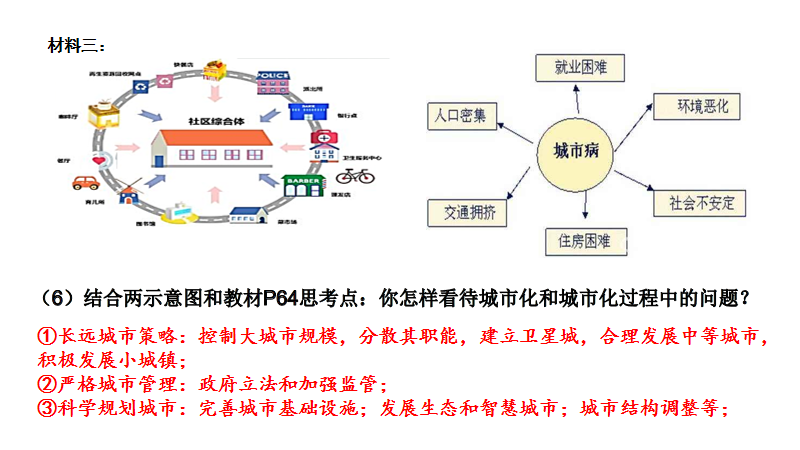 材料三：
快餐店
再生资源回收网点
POLICE
派出所
咖啡厅
社区综合体
银行点
餐厅
BARBER
理发店
育儿所
菜市场
图书馆
就业困难
人口密集
环境恶化
城市病
交通拥挤
社会不安定
住房困难
（6）结合两示意图和教材P64思考点：你怎样看待城市化和城市化过程中的问题？
①长远城市策略：控制大城市规模，分散其职能，建立卫星城，合理发展中等城市，
积极发展小城镇；
②严格城市管理：政府立法和加强监管；
③科学规划城市：完善城市基础设施；发展生态和智慧城市；城市结构调整等；